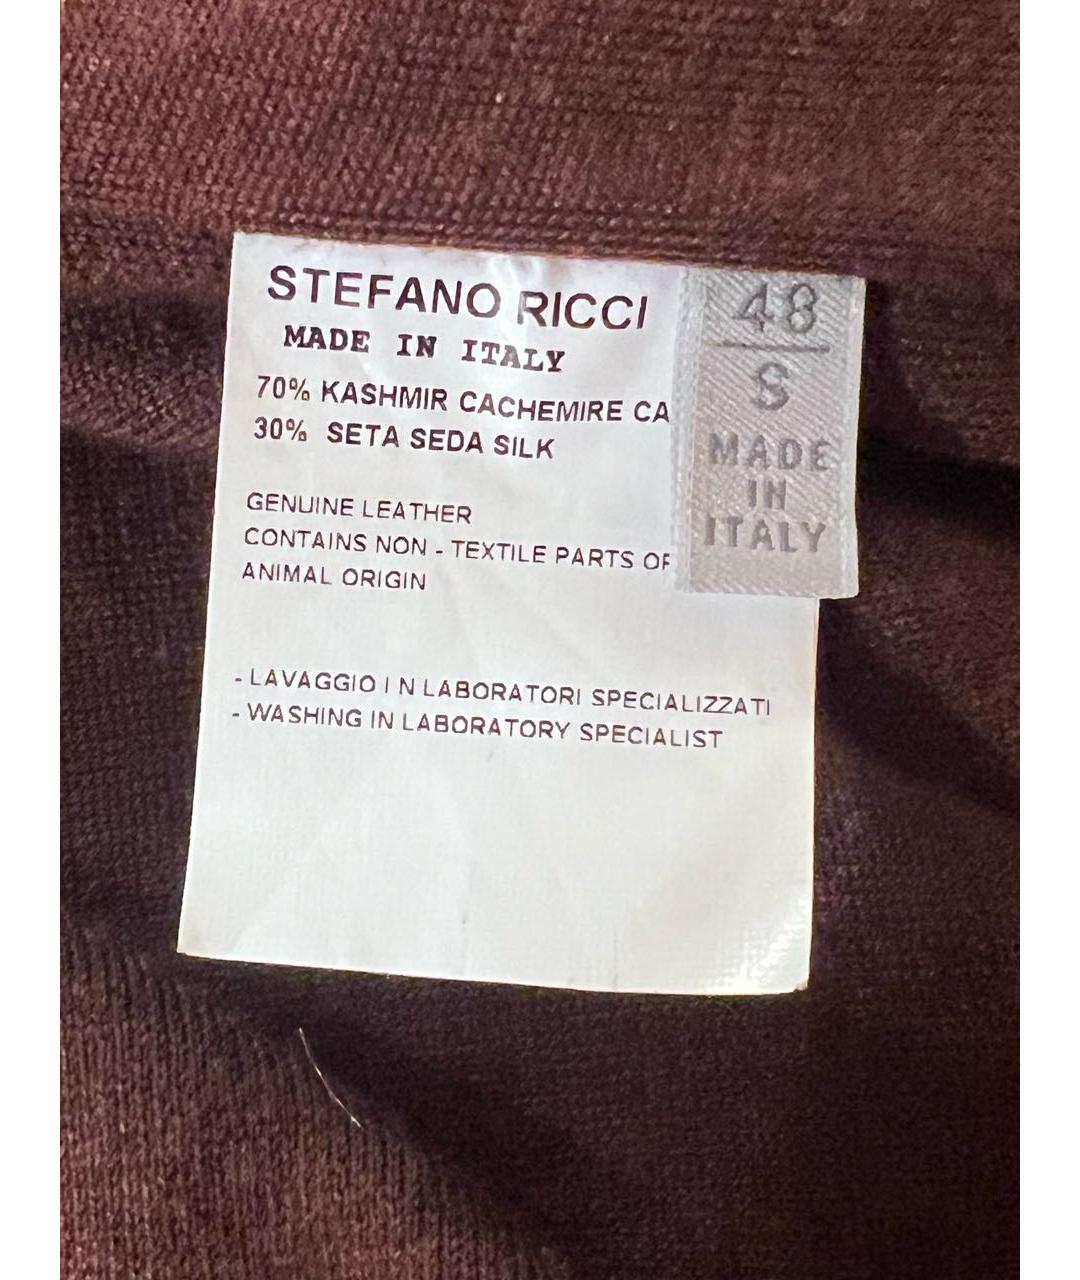 STEFANO RICCI
MADE IN ITALY
70% KASHMIR CACHEMIRE CA
30% SETA SEDA SILK
GENUINE LEATHER
CONTAINS NON - TEXTILE PARTS OF
ANIMAL ORIGIN
- LAVAGGIO I N LABORATORI SPECIALIZZATI
- WASHING IN LABORATORY SPECIALIST
48
S
MADE
IN
ITALY